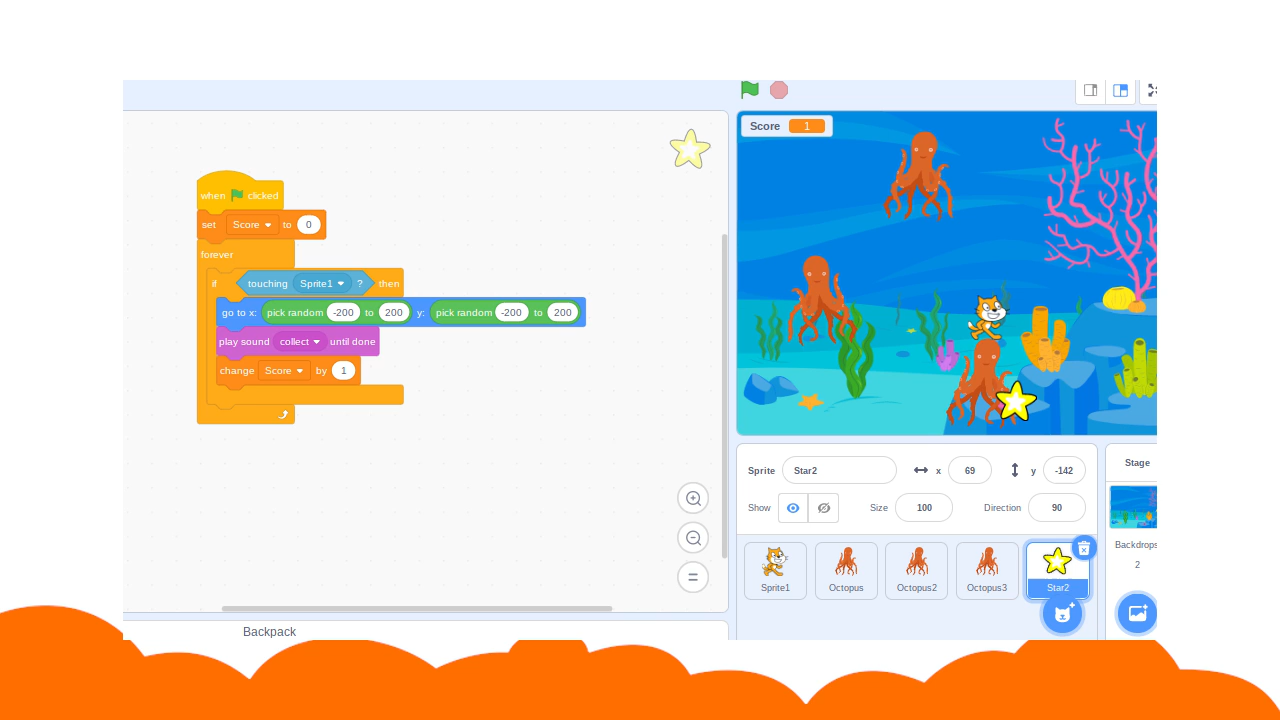 when clicked
set Score to 0
forever
if touching Sprite1 ? then
go to x: pick random -200 to 200 y: pick random -200 to 200
play sound collect until done
change Score by 1
Backpack
Score 1
Sprite Star2 x 69 y -142
Show Size 100 Direction 90
Sprite1 Octopus Octopus2 Octopus3 Star2
Stage
Backdrops
2